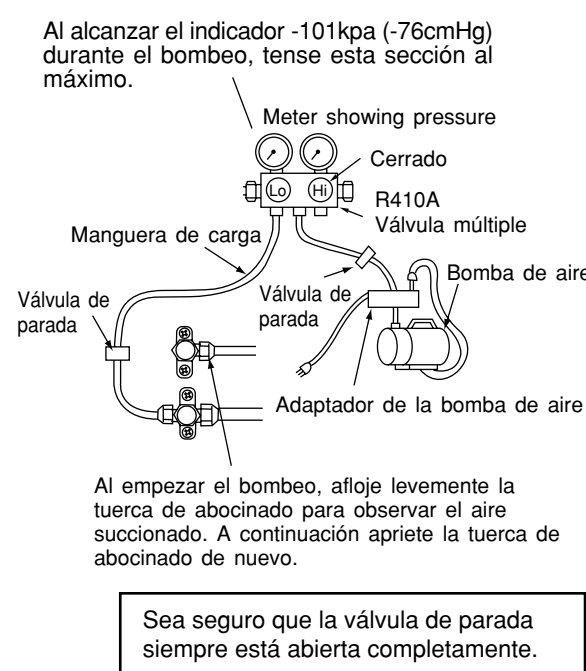 Al alcanzar el indicador -101kpa (-76cmHg)
durante el bombeo, tense esta sección al
máximo.
Meter showing pressure
Cerrado
Lo
Hi
R410A
Válvula múltiple
Manguera de carga
Válvula de
parada
Válvula de
parada
Bomba de aire
Adaptador de la bomba de aire
Al empezar el bombeo, afloje levemente la
tuerca de abocinado para observar el aire
succionado. A continuación apriete la tuerca de
abocinado de nuevo.
Sea seguro que la válvula de parada
siempre está abierta completamente.